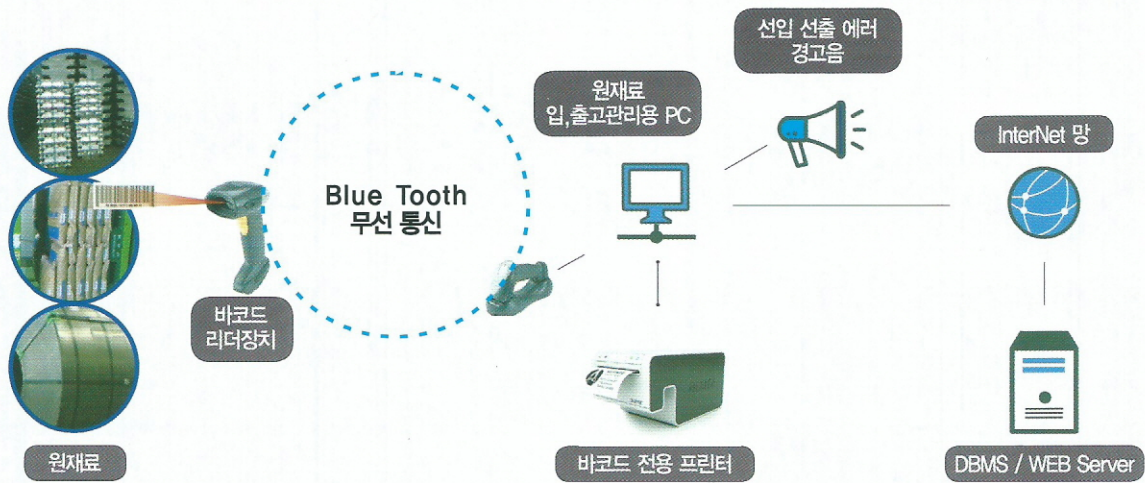 선입 선출 에러
경고음
원재료
입,출고관리용 PC
InterNet 망
Blue Tooth
무선 통신
바코드
리더장치
원재료
바코드 전용 프린터
DBMS / WEB Server